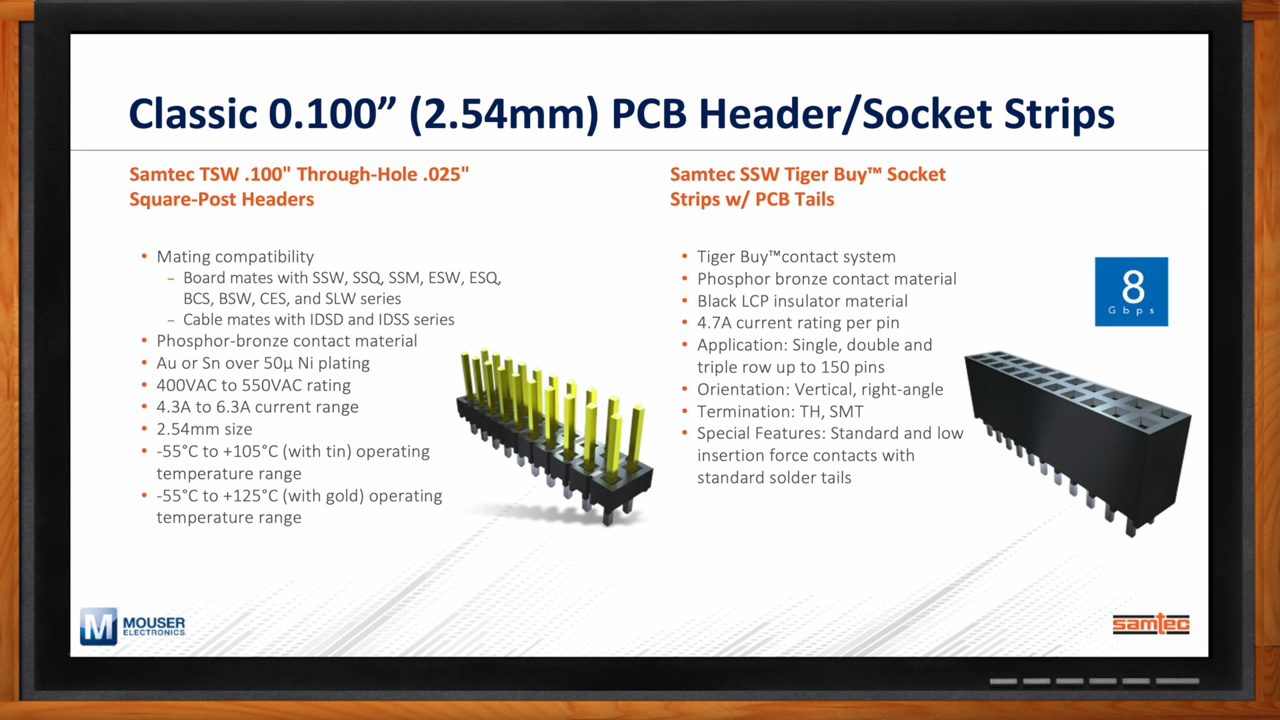 Classic 0.100” (2.54mm) PCB Header/Socket Strips
Samtec TSW .100" Through-Hole .025"
Square-Post Headers
• Mating compatibility
– Board mates with SSW, SSQ, SSM, ESW, ESQ,
BCS, BSW, CES, and SLW series
– Cable mates with IDSD and IDSS series
• Phosphor-bronze contact material
• Au or Sn over 50µ Ni plating
• 400VAC to 550VAC rating
• 4.3A to 6.3A current range
• 2.54mm size
• -55°C to +105°C (with tin) operating
temperature range
• -55°C to +125°C (with gold) operating
temperature range
Samtec SSW Tiger Buy™ Socket
Strips w/ PCB Tails
• Tiger Buy™contact system
• Phosphor bronze contact material
• Black LCP insulator material
• 4.7A current rating per pin
• Application: Single, double and
triple row up to 150 pins
• Orientation: Vertical, right-angle
• Termination: TH, SMT
• Special Features: Standard and low
insertion force contacts with
standard solder tails
8
Gbps
M MOUSER
ELECTRONICS
samtec